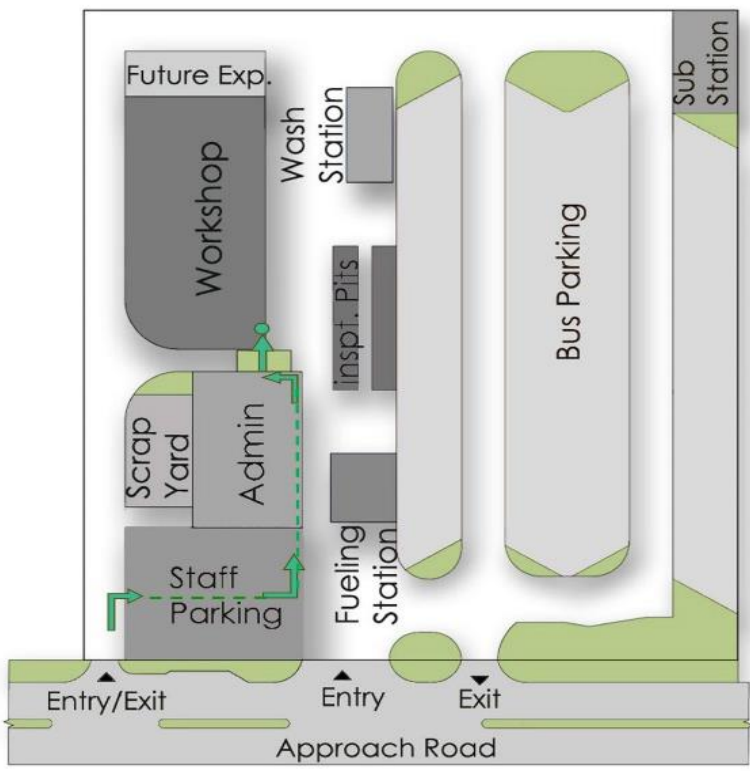 Future Exp.
Sub
Station
Wash
Station
Workshop
inspt. Pits
Bus Parking
Scrap
Yard
Admin
Fueling
Station
Staff
Parking
Entry/Exit
Entry
Exit
Approach Road